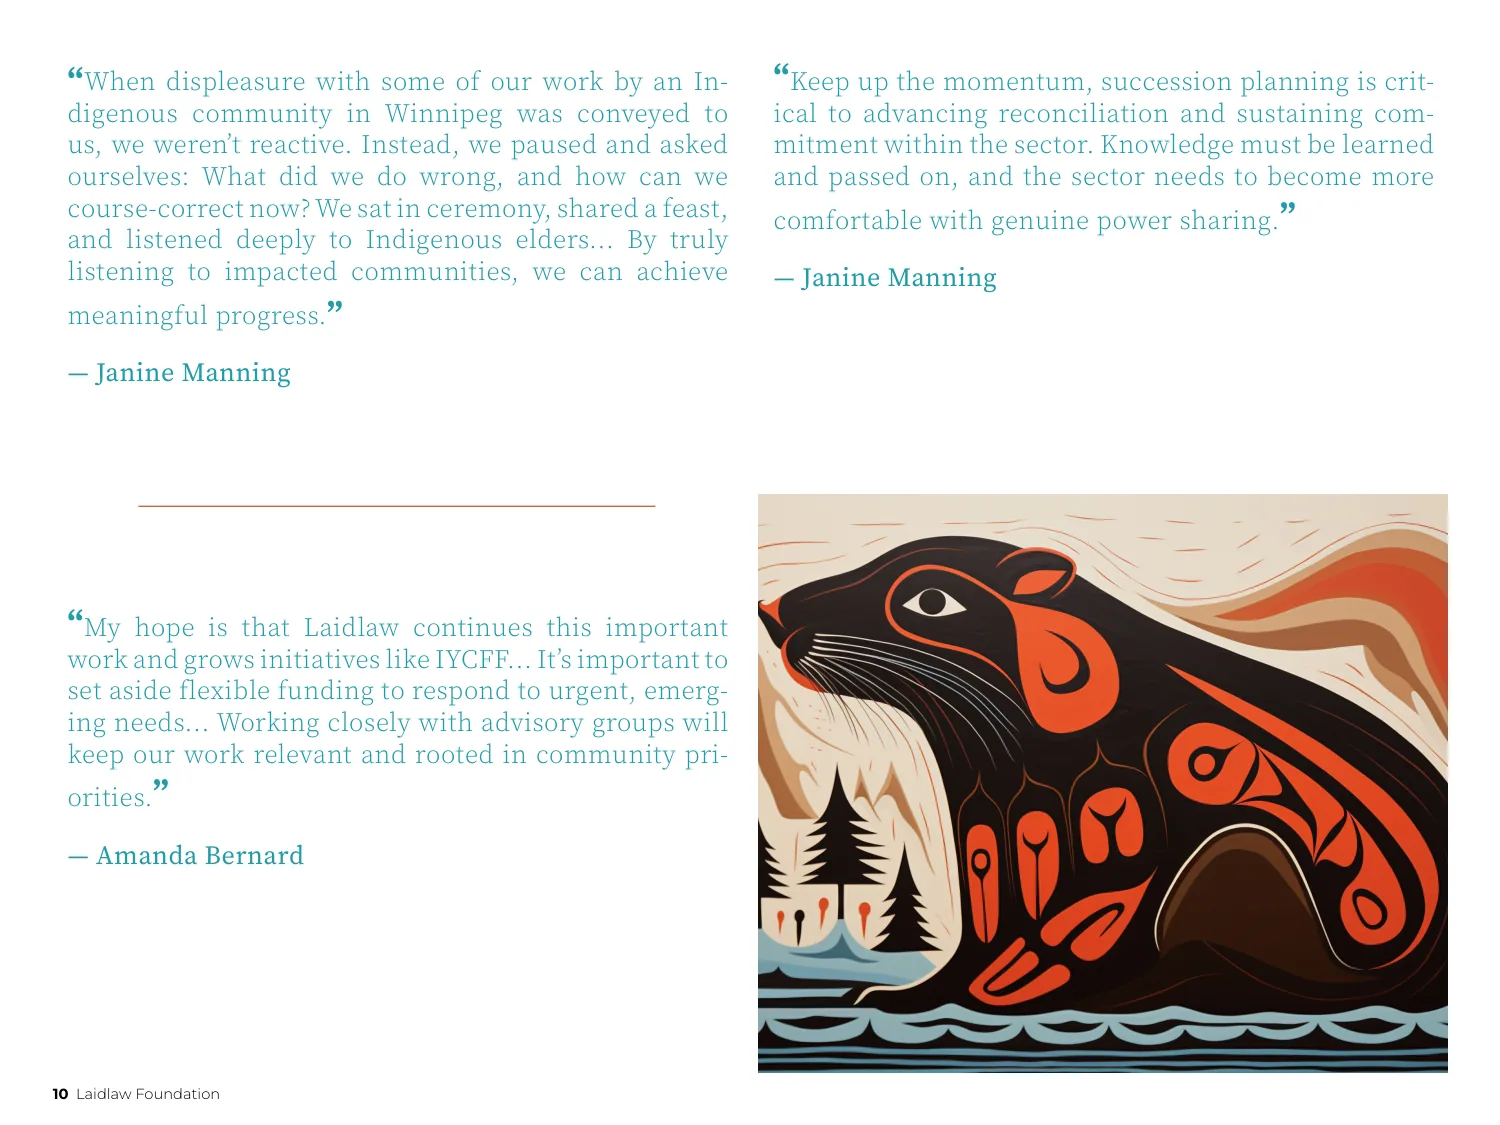 “When displeasure with some of our work by an In-
digenous community in Winnipeg was conveyed to
us, we weren’t reactive. Instead, we paused and asked
ourselves: What did we do wrong, and how can we
course-correct now? We sat in ceremony, shared a feast,
and listened deeply to Indigenous elders… By truly
listening to impacted communities, we can achieve
meaningful progress.”
— Janine Manning
“My hope is that Laidlaw continues this important
work and grows initiatives like IYCFF… It’s important to
set aside flexible funding to respond to urgent, emerg-
ing needs… Working closely with advisory groups will
keep our work relevant and rooted in community pri-
orities.”
— Amanda Bernard
“Keep up the momentum, succession planning is crit-
ical to advancing reconciliation and sustaining com-
mitment within the sector. Knowledge must be learned
and passed on, and the sector needs to become more
comfortable with genuine power sharing.”
— Janine Manning
10 Laidlaw Foundation